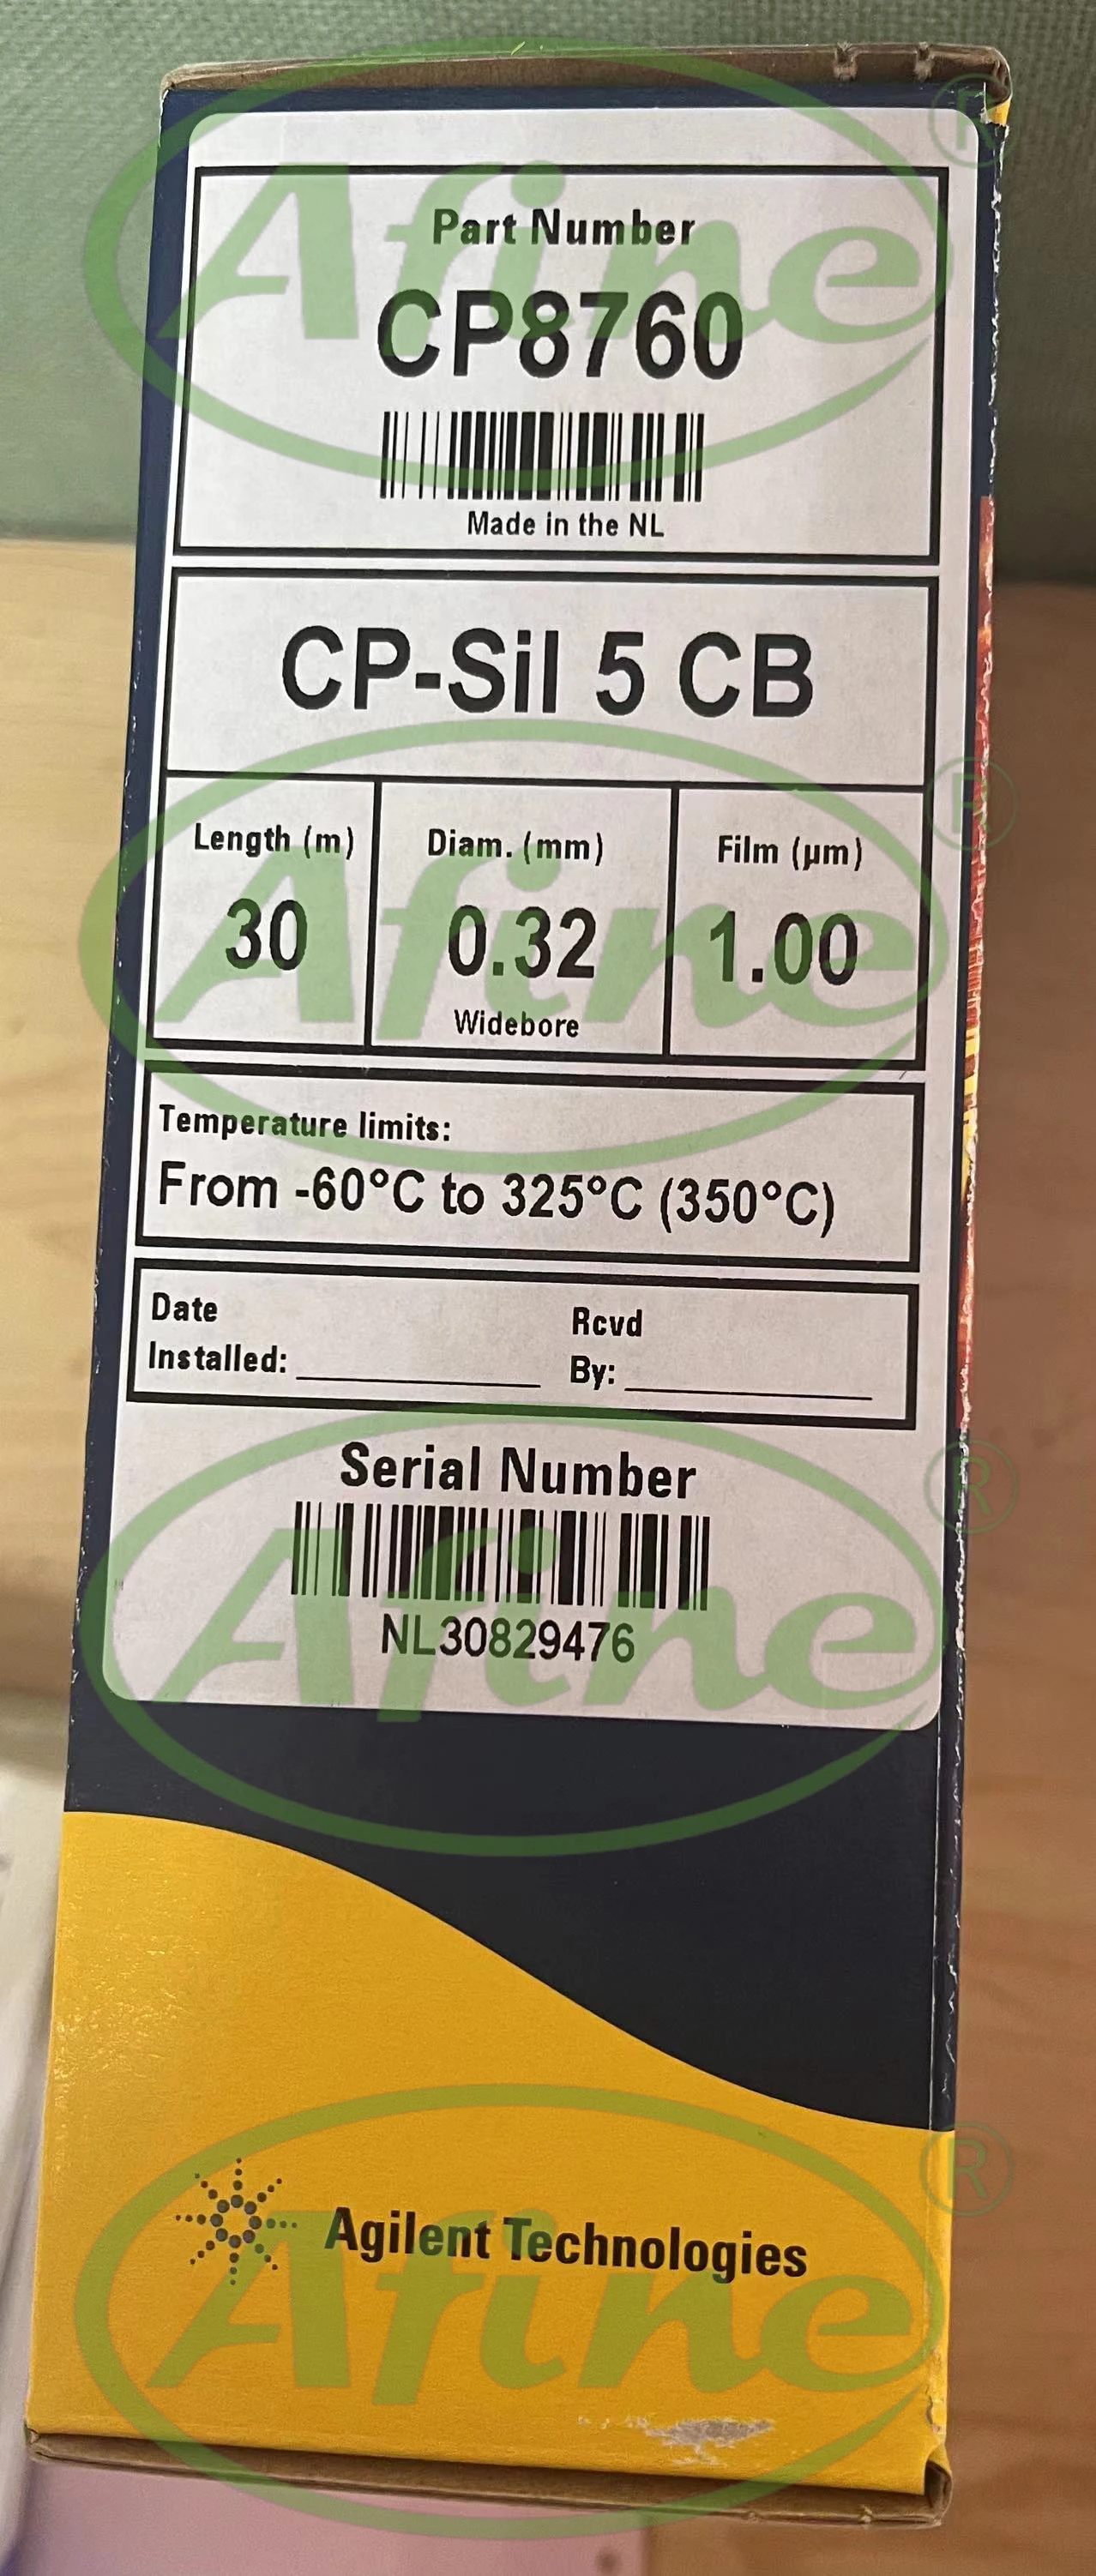 Afine ®
Part Number
CP8760
Made in the NL
CP-Sil 5 CB
Afine ®
Length (m)
Diam. (mm)
Film (µm)
30
0.32
1.00
Widebore
Temperature limits:
From -60°C to 325°C (350°C)
Date
Installed:
Rcvd
By:
Afine ®
Serial Number
NL30829476
Afine ®
Agilent Technologies